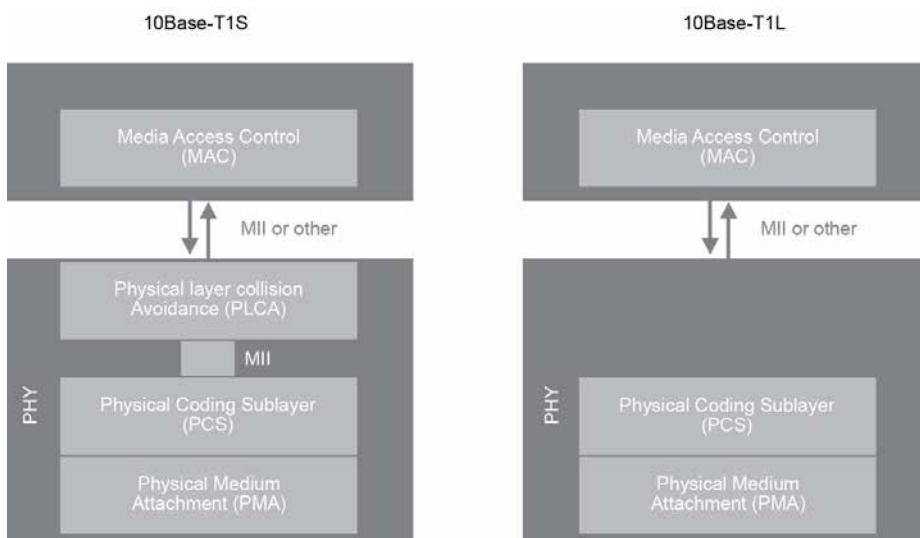 10Base-T1S
Media Access Control
(MAC)
MII or other
Physical layer collision
Avoidance (PLCA)
MII
PHY
Physical Coding Sublayer
(PCS)
Physical Medium
Attachment (PMA)
10Base-T1L
Media Access Control
(MAC)
MII or other
PHY
Physical Coding Sublayer
(PCS)
Physical Medium
Attachment (PMA)